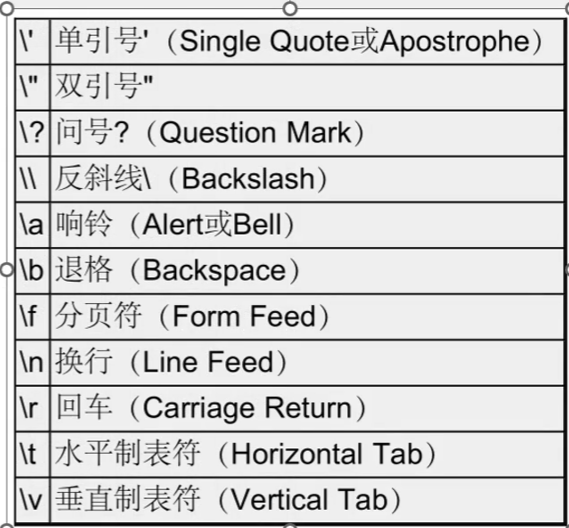 \' 单引号'（Single Quote或Apostrophe）
\" 双引号"
\? 问号?（Question Mark）
\\ 反斜线\（Backslash）
\a 响铃（Alert或Bell）
\b 退格（Backspace）
\f 分页符（Form Feed）
\n 换行（Line Feed）
\r 回车（Carriage Return）
\t 水平制表符（Horizontal Tab）
\v 垂直制表符（Vertical Tab）